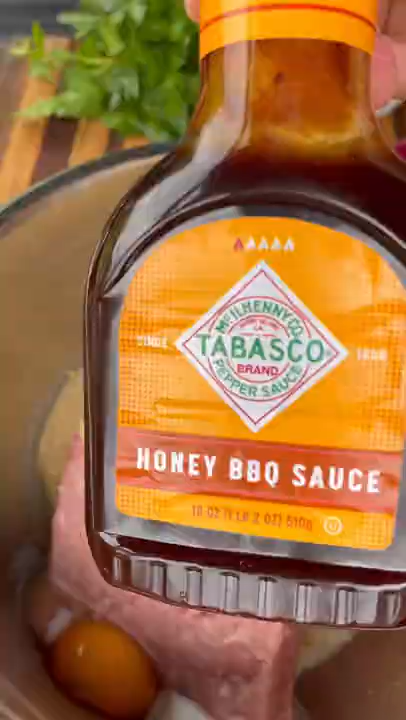 McILHENNY CO.
SINCE
TABASCO®
1868
BRAND
PEPPER SAUCE
HONEY BBQ SAUCE
18 OZ (1 LB 2 OZ) 510g